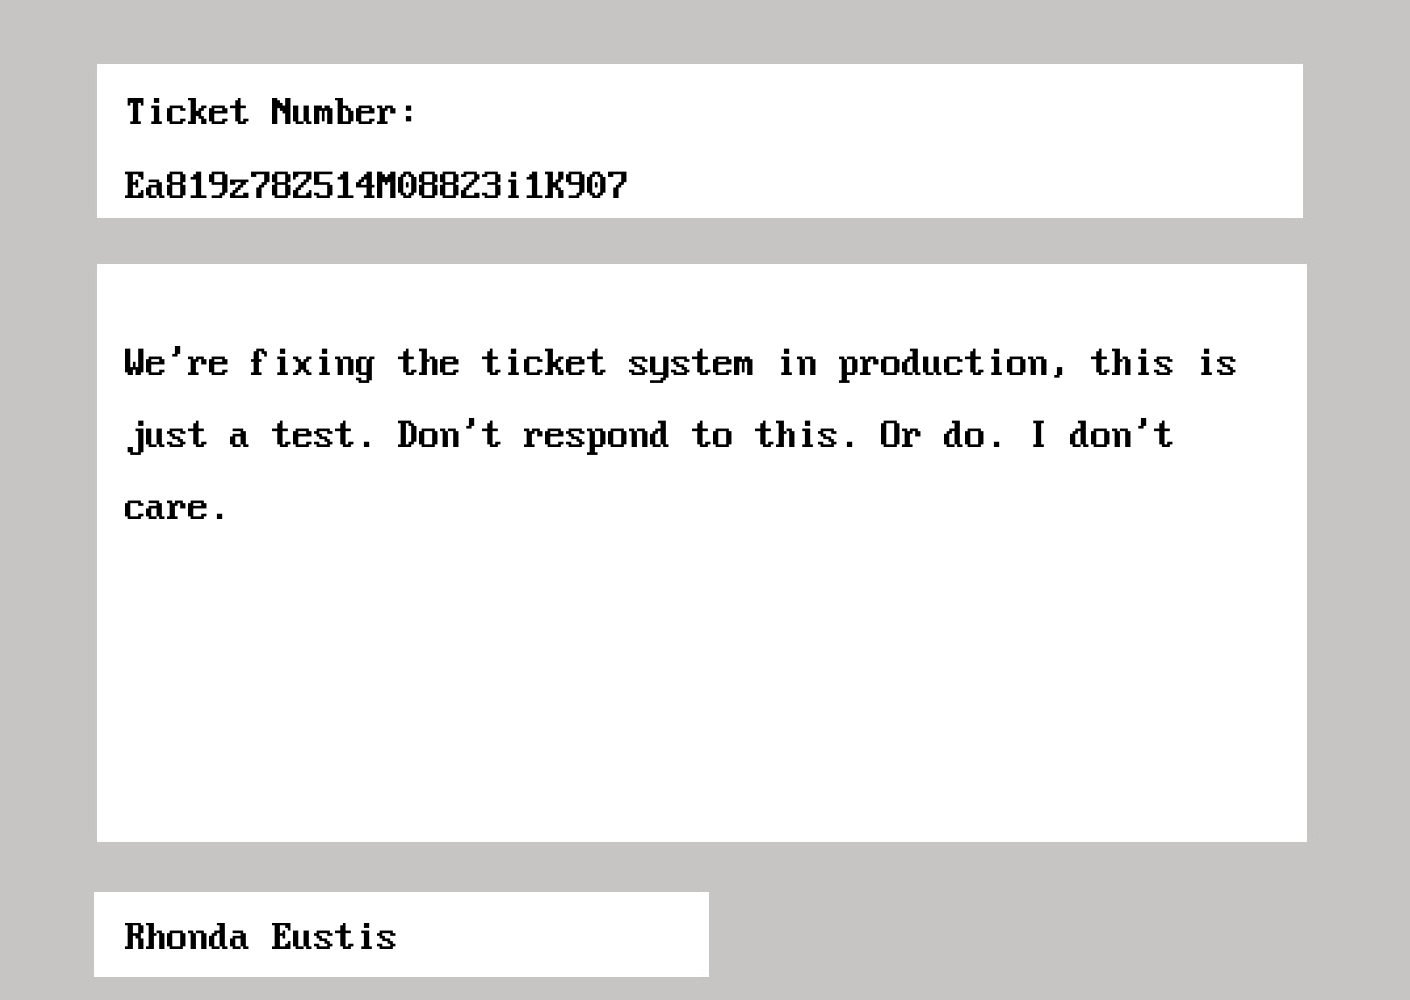 Ticket Number:
Ea819z78Z514M08823i1K907
We're fixing the ticket system in production, this is
just a test. Don't respond to this. Or do. I don't
care.
Rhonda Eustis